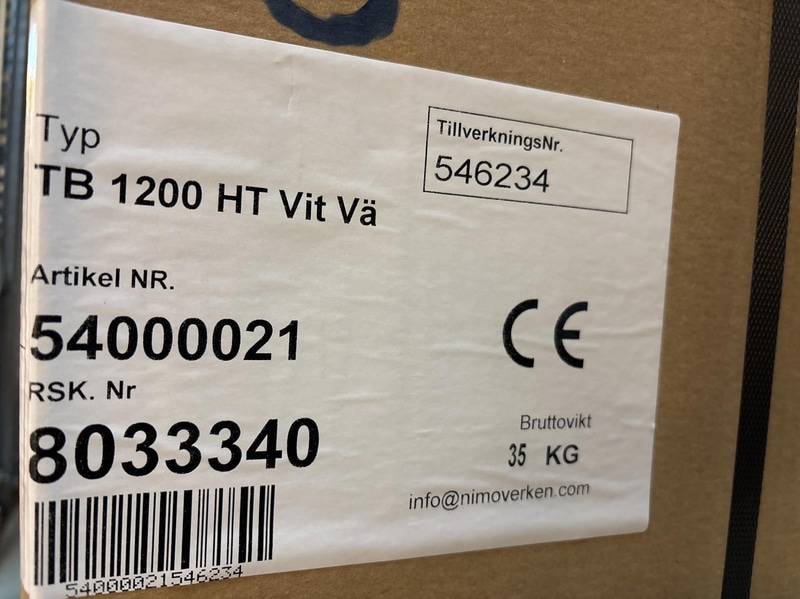 Typ
TB 1200 HT Vit Vä
TillverkningsNr.
546234
Artikel NR.
54000021
RSK. Nr
8033340
CE
Bruttovikt
35 KG
info@nimoverken.com
54000021546234